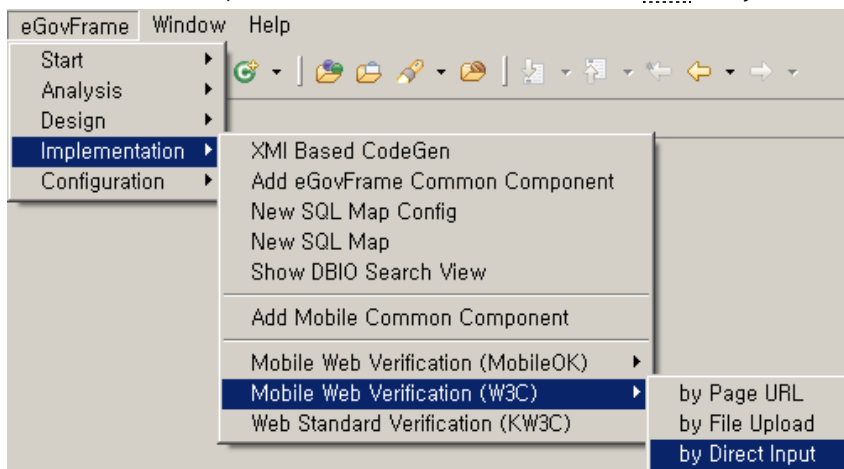 eGovFrame Window Help
Start
Analysis
Design
Implementation
Configuration
XMI Based CodeGen
Add eGovFrame Common Component
New SQL Map Config
New SQL Map
Show DBIO Search View
Add Mobile Common Component
Mobile Web Verification (MobileOK)
Mobile Web Verification (W3C)
Web Standard Verification (KW3C)
by Page URL
by File Upload
by Direct Input